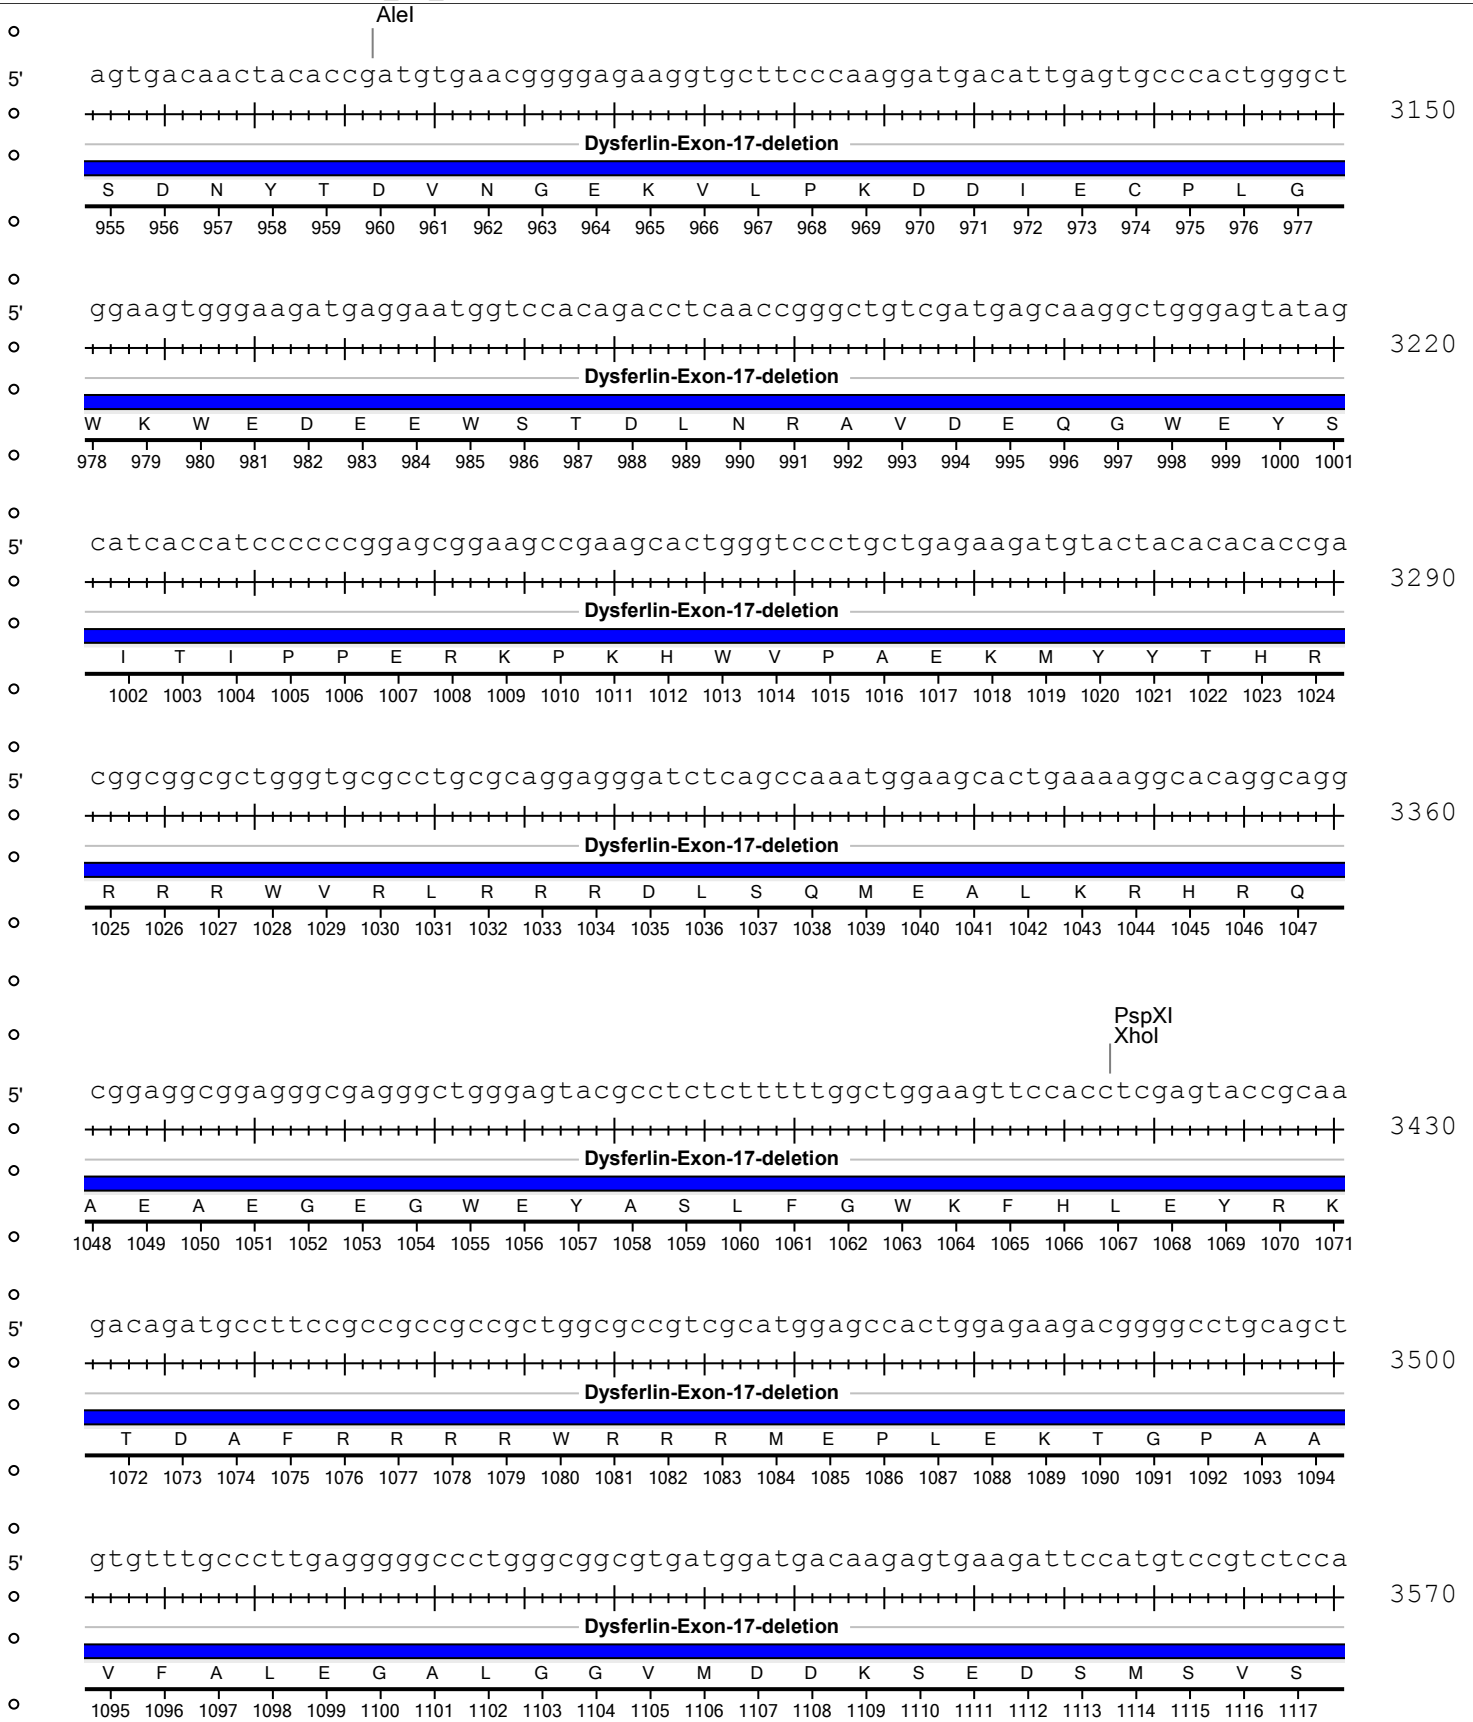 AleI
5' agtgacaactacaccgatgtgaacggggagaaggtgcttcccaaggatgacattgagtgcccactgggct
3150
Dysferlin-Exon-17-deletion
S D N Y T D V N G E K V L P K D D I E C P L G
955 956 957 958 959 960 961 962 963 964 965 966 967 968 969 970 971 972 973 974 975 976 977
5' ggaagtgggaagatgaggaatggtccacagacctcaaccgggctgtcgatgagcaaggctgggagtatag
3220
Dysferlin-Exon-17-deletion
W K W E D E E W S T D L N R A V D E Q G W E Y S
978 979 980 981 982 983 984 985 986 987 988 989 990 991 992 993 994 995 996 997 998 999 1000 1001
5' catcaccatccccccggagcggaagccgaagcactgggtccctgctgagaagatgtactacacacaccga
3290
Dysferlin-Exon-17-deletion
I T I P P E R K P K H W V P A E K M Y Y T H R
1002 1003 1004 1005 1006 1007 1008 1009 1010 1011 1012 1013 1014 1015 1016 1017 1018 1019 1020 1021 1022 1023 1024
5' cggcggcgctgggtgcgcctgcgcaggagggatctcagccaaatggaagcactgaaaaggcacaggcagg
3360
Dysferlin-Exon-17-deletion
R R R W V R L R R R D L S Q M E A L K R H R Q
1025 1026 1027 1028 1029 1030 1031 1032 1033 1034 1035 1036 1037 1038 1039 1040 1041 1042 1043 1044 1045 1046 1047
PspXI
XhoI
5' cggaggcggagggcgagggctgggagtacgcctctctttttggctggaagttccacctcgagtaccgcaa
3430
Dysferlin-Exon-17-deletion
A E A E G E G W E Y A S L F G W K F H L E Y R K
1048 1049 1050 1051 1052 1053 1054 1055 1056 1057 1058 1059 1060 1061 1062 1063 1064 1065 1066 1067 1068 1069 1070 1071
5' gacagatgccttccgccgccgccgctggcgccgtcgcatggagccactggagaagacggggcctgcagct
3500
Dysferlin-Exon-17-deletion
T D A F R R R R W R R R M E P L E K T G P A A
1072 1073 1074 1075 1076 1077 1078 1079 1080 1081 1082 1083 1084 1085 1086 1087 1088 1089 1090 1091 1092 1093 1094
5' gtgtttgcccttgagggggccctgggcggcgtgatggatgacaagagtgaagattccatgtccgtctcca
3570
Dysferlin-Exon-17-deletion
V F A L E G A L G G V M D D K S E D S M S V S
1095 1096 1097 1098 1099 1100 1101 1102 1103 1104 1105 1106 1107 1108 1109 1110 1111 1112 1113 1114 1115 1116 1117